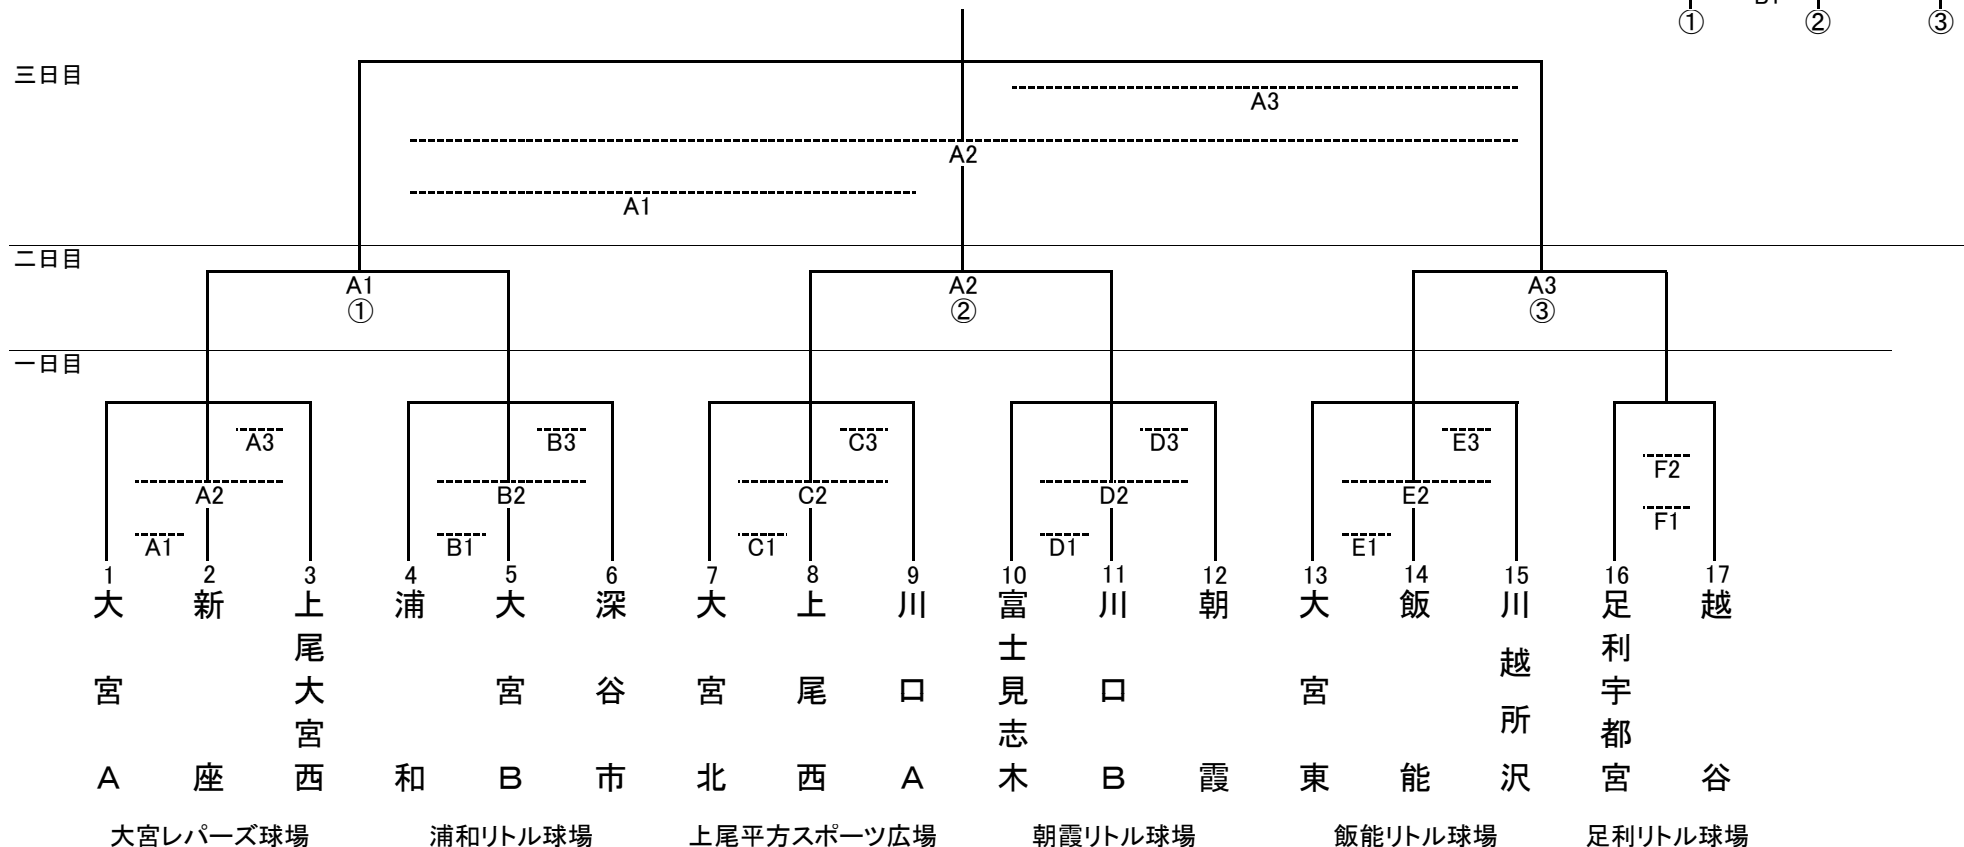 ① ② ③
三日目
A3
A2
A1
二日目
A1 A2 A3
① ② ③
一日目
A3 B3 C3 D3 E3
F2
A2 B2 C2 D2 E2
F1
A1 B1 C1 D1 E1
1 2 3 4 5 6 7 8 9 10 11 12 13 14 15 16 17
大宮A
新座
上尾大宮西
浦和
大宮B
深谷市
大宮北
上尾西
川口A
富士見志木
川口B
朝霞
大宮東
飯能
川越所沢
足利宇都宮
越谷
大宮レパーズ球場 浦和リトル球場 上尾平方スポーツ広場 朝霞リトル球場 飯能リトル球場 足利リトル球場